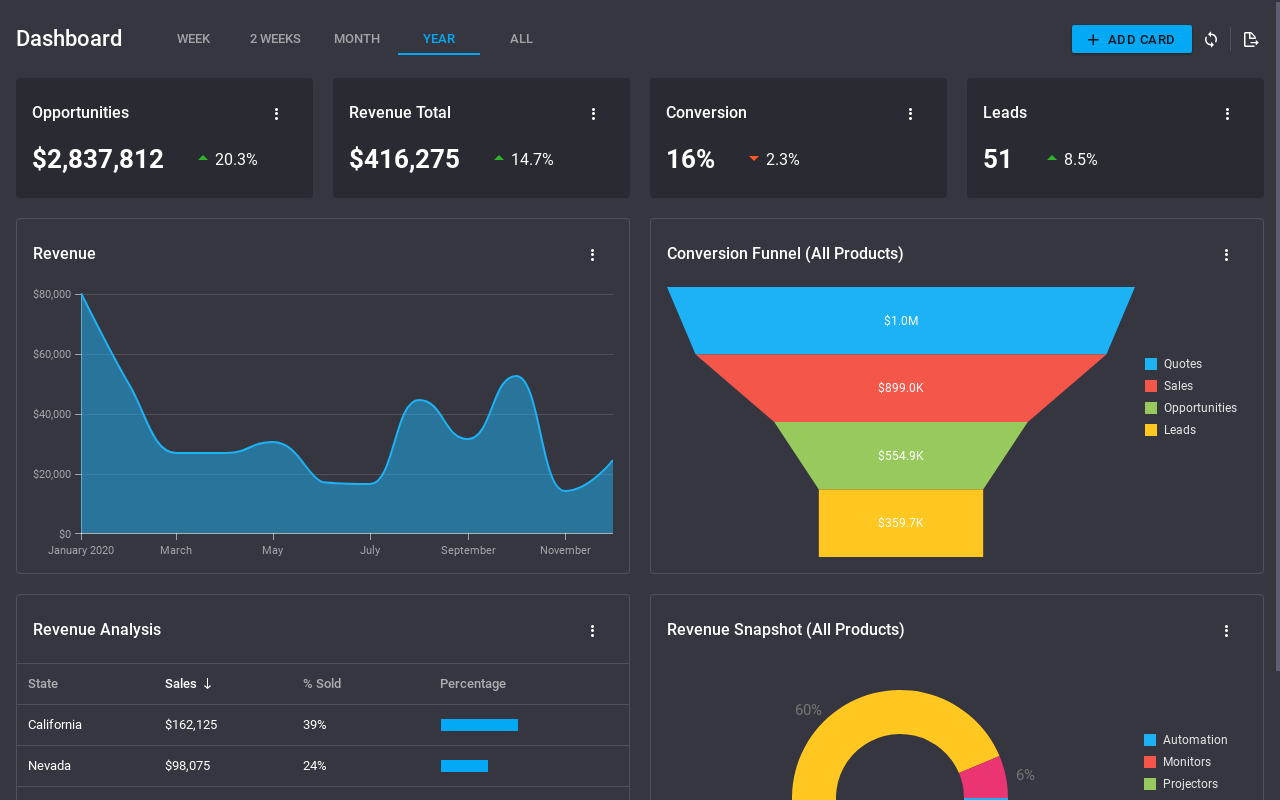 Dashboard
WEEK
2 WEEKS
MONTH
YEAR
ALL
ADD CARD
Opportunities
$2,837,812
20.3%
Revenue Total
$416,275
14.7%
Conversion
16%
2.3%
Leads
51
8.5%
Revenue
$80,000
$60,000
$40,000
$20,000
$0
January 2020
March
May
July
September
November
Conversion Funnel (All Products)
$1.0M
$899.0K
$554.9K
$359.7K
Quotes
Sales
Opportunities
Leads
Revenue Analysis
State Sales % Sold Percentage
California $162,125 39%
Nevada $98,075 24%
Revenue Snapshot (All Products)
60%
6%
Automation
Monitors
Projectors